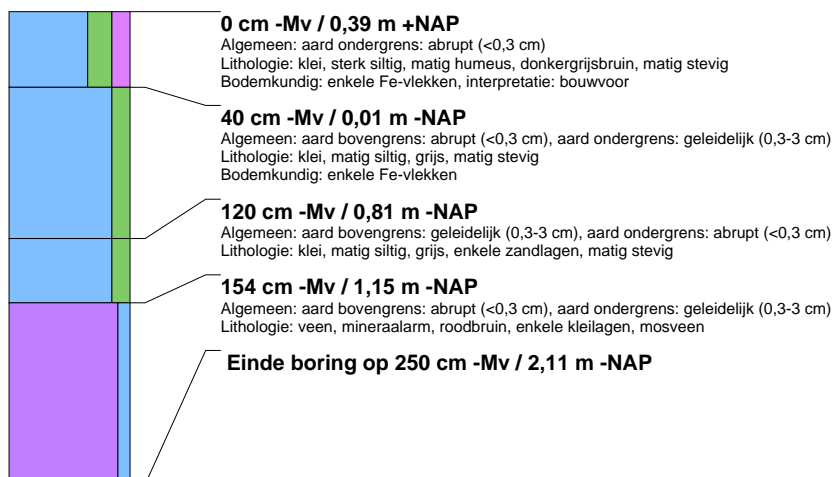 0 cm -Mv / 0,39 m +NAP
Algemeen: aard ondergrens: abrupt (<0,3 cm)
Lithologie: klei, sterk siltig, matig humeus, donkergrijsbruin, matig stevig
Bodemkundig: enkele Fe-vlekken, interpretatie: bouwvoor
40 cm -Mv / 0,01 m -NAP
Algemeen: aard bovengrens: abrupt (<0,3 cm), aard ondergrens: geleidelijk (0,3-3 cm)
Lithologie: klei, matig siltig, grijs, matig stevig
Bodemkundig: enkele Fe-vlekken
120 cm -Mv / 0,81 m -NAP
Algemeen: aard bovengrens: geleidelijk (0,3-3 cm), aard ondergrens: abrupt (<0,3 cm)
Lithologie: klei, matig siltig, grijs, enkele zandlagen, matig stevig
154 cm -Mv / 1,15 m -NAP
Algemeen: aard bovengrens: abrupt (<0,3 cm), aard ondergrens: geleidelijk (0,3-3 cm)
Lithologie: veen, mineraalarm, roodbruin, enkele kleilagen, mosveen
Einde boring op 250 cm -Mv / 2,11 m -NAP